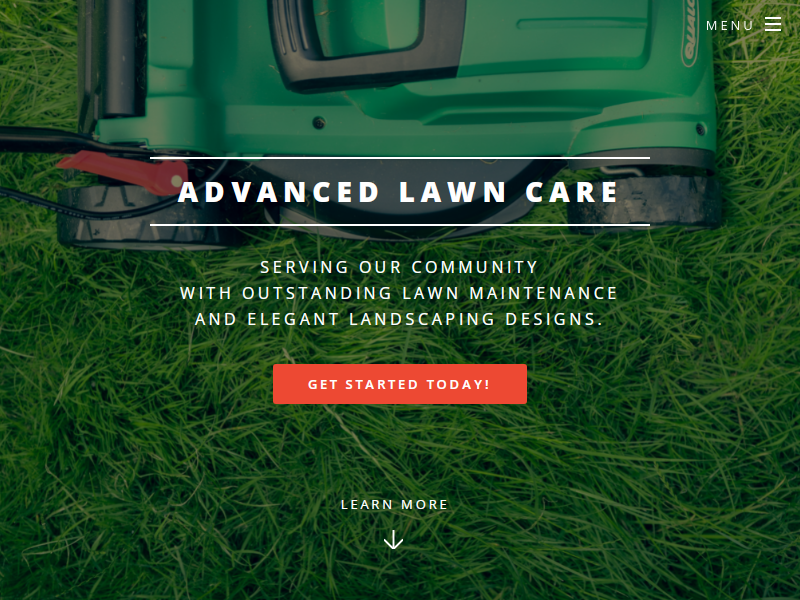 MENU
ADVANCED LAWN CARE
SERVING OUR COMMUNITY
WITH OUTSTANDING LAWN MAINTENANCE
AND ELEGANT LANDSCAPING DESIGNS.
GET STARTED TODAY!
LEARN MORE